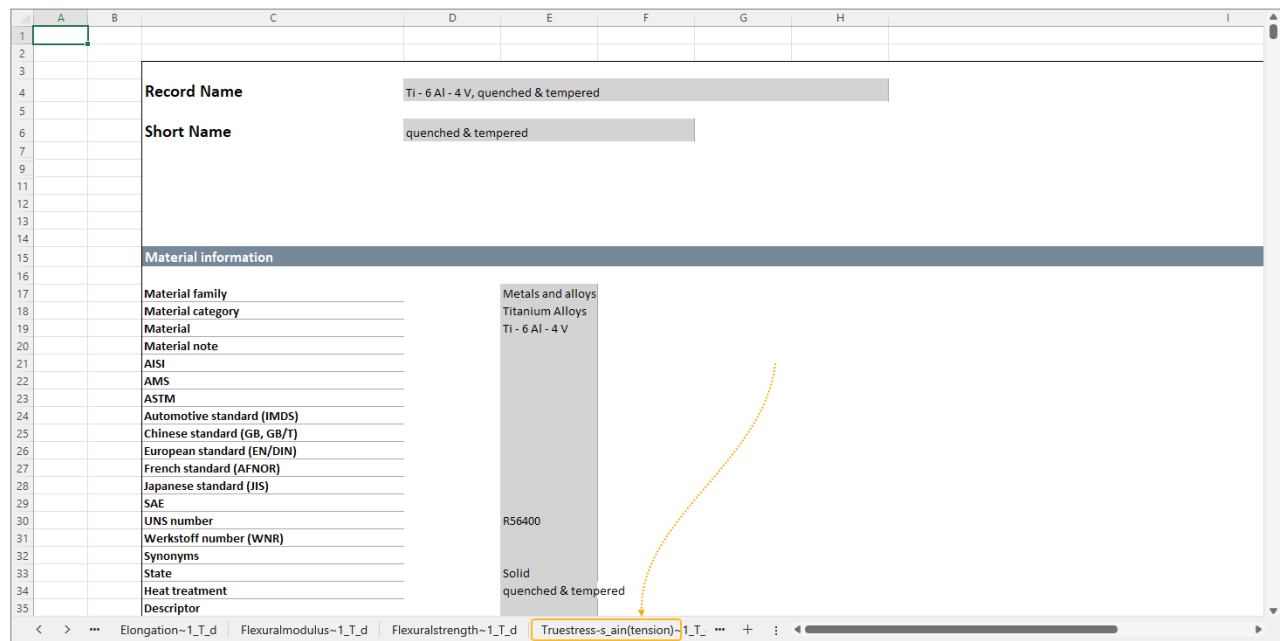 A B C D E F G H I
1
2
3
4 Record Name Ti - 6 Al - 4 V, quenched & tempered
5
6 Short Name quenched & tempered
7
9
11
12
13
14
15 Material information
16
17 Material family Metals and alloys
18 Material category Titanium Alloys
19 Material Ti - 6 Al - 4 V
20 Material note
21 AISI
22 AMS
23 ASTM
24 Automotive standard (IMDS)
25 Chinese standard (GB, GB/T)
26 European standard (EN/DIN)
27 French standard (AFNOR)
28 Japanese standard (JIS)
29 SAE
30 UNS number R56400
31 Werkstoff number (WNR)
32 Synonyms
33 State Solid
34 Heat treatment quenched & tempered
35 Descriptor
Elongation~1_T_d Flexuralmodulus~1_T_d Flexuralstrength~1_T_d Truestress-s_ain(tension)~1_T_